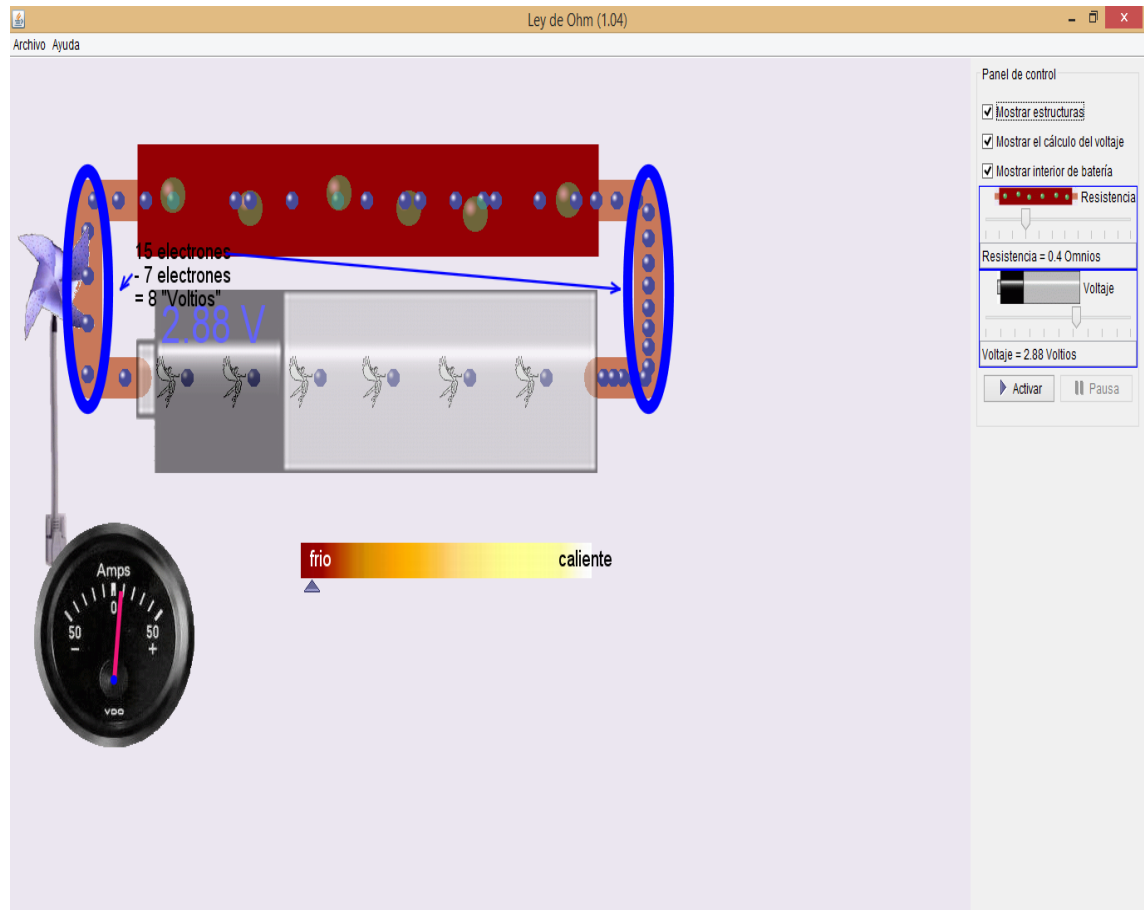 Ley de Ohm (1.04)
Archivo Ayuda
Panel de control
Mostrar estructuras
Mostrar el cálculo del voltaje
Mostrar interior de batería
Resistencia
Resistencia = 0.4 Omnios
Voltaje
Voltaje = 2.88 Voltios
Activar
Pausa
15 electrones
- 7 electrones
= 8 "Voltios"
2.88 V
frio
caliente
Amps
0
50
50
-
+
VDO